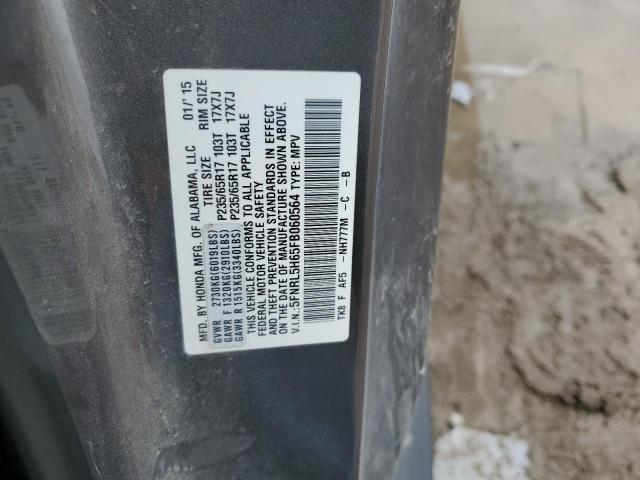 MFD. BY HONDA MFG. OF ALABAMA, LLC 01/'15
TIRE SIZE RIM SIZE
GVWR 2730KG(6019LBS)
GAWR F 1320KG(2910LBS) P235/65R17 103T 17X7J
GAWR R 1515KG(3340LBS) P235/65R17 103T 17X7J
THIS VEHICLE CONFORMS TO ALL APPLICABLE
FEDERAL MOTOR VEHICLE SAFETY
AND THEFT PREVENTION STANDARDS IN EFFECT
ON THE DATE OF MANUFACTURE SHOWN ABOVE.
V.I.N.:5FNRL5H65FB060564 TYPE: MPV
TK8 F AF5 -NH777M -C -B